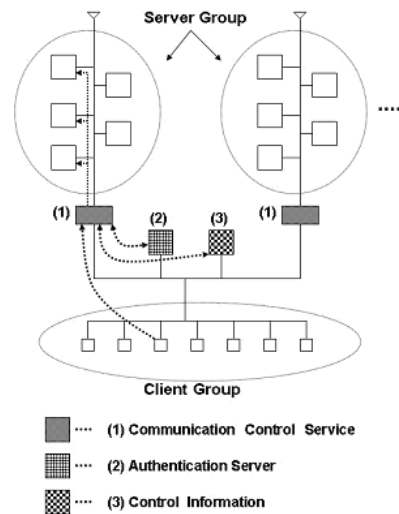 Server Group
(1)
(2)
(3)
(1)
Client Group
(1) Communication Control Service
(2) Authentication Server
(3) Control Information